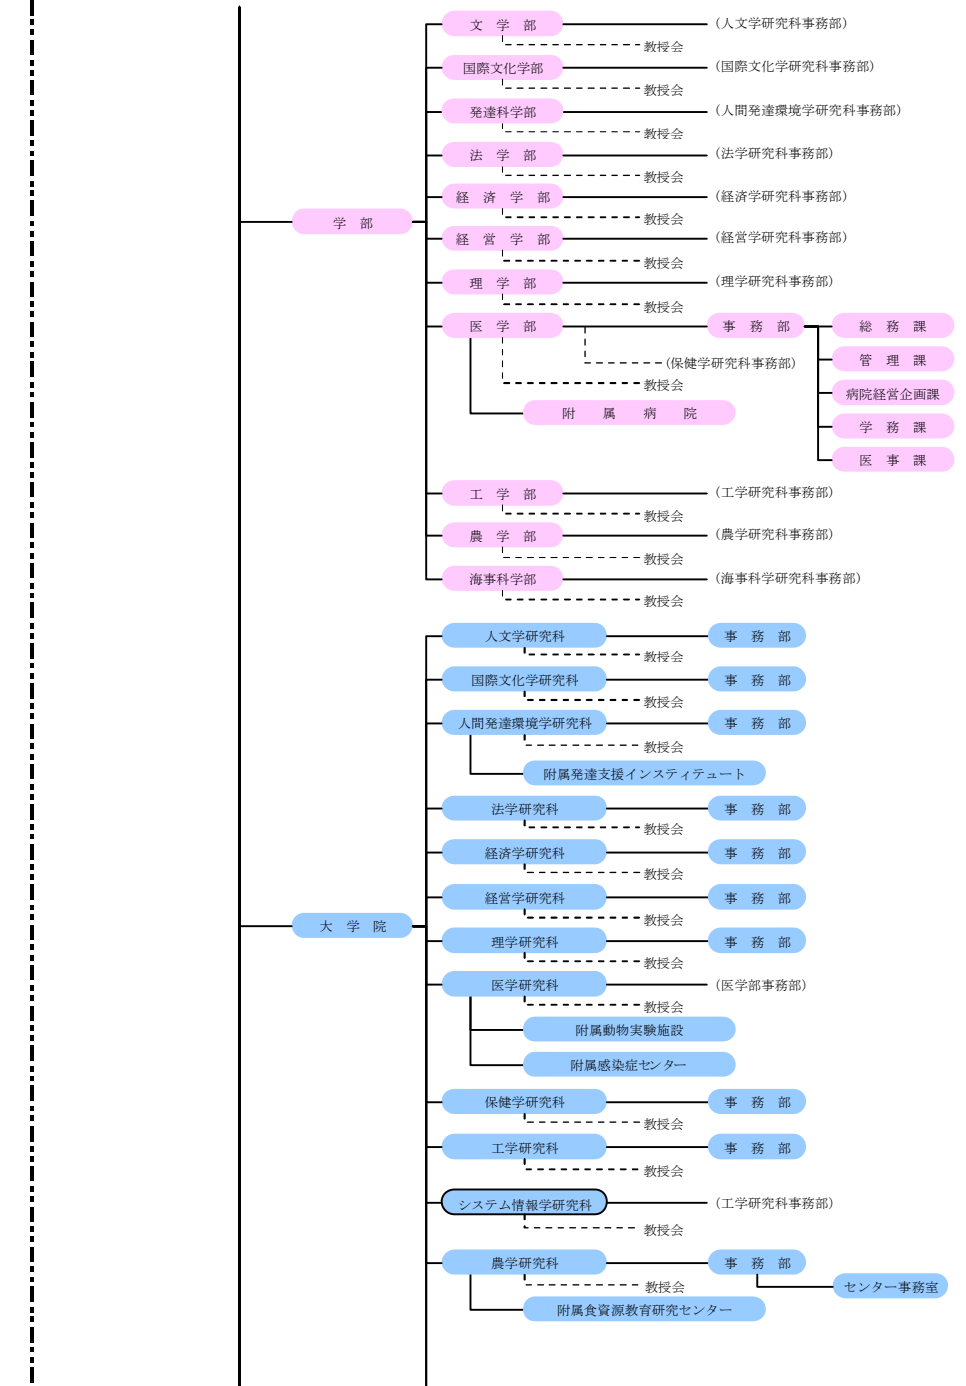 文 学 部
(人文学研究科事務部)
教授会
国際文化学部
(国際文化学研究科事務部)
教授会
発達科学部
(人間発達環境学研究科事務部)
教授会
法 学 部
(法学研究科事務部)
教授会
経 済 学 部
(経済学研究科事務部)
教授会
学 部
経 営 学 部
(経営学研究科事務部)
教授会
理 学 部
(理学研究科事務部)
教授会
医 学 部
事 務 部
総 務 課
(保健学研究科事務部)
管 理 課
教授会
病院経営企画課
附 属 病 院
学 務 課
医 事 課
工 学 部
(工学研究科事務部)
教授会
農 学 部
(農学研究科事務部)
教授会
海事科学部
(海事科学研究科事務部)
教授会
人文学研究科
事 務 部
教授会
国際文化学研究科
事 務 部
教授会
人間発達環境学研究科
事 務 部
教授会
附属発達支援インスティテュート
法学研究科
事 務 部
教授会
経済学研究科
事 務 部
教授会
経営学研究科
事 務 部
教授会
大 学 院
理学研究科
事 務 部
教授会
医学研究科
(医学部事務部)
教授会
附属動物実験施設
附属感染症センター
保健学研究科
事 務 部
教授会
工学研究科
事 務 部
教授会
システム情報学研究科
(工学研究科事務部)
教授会
農学研究科
事 務 部
教授会
センター事務室
附属食資源教育研究センター